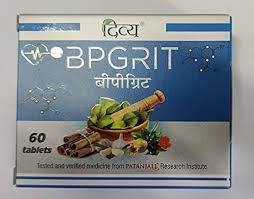 दिव्य®
BPGRIT
बीपीग्रिट
60
tablets
Tested and verified medicine from PATANJALI® Research Institute